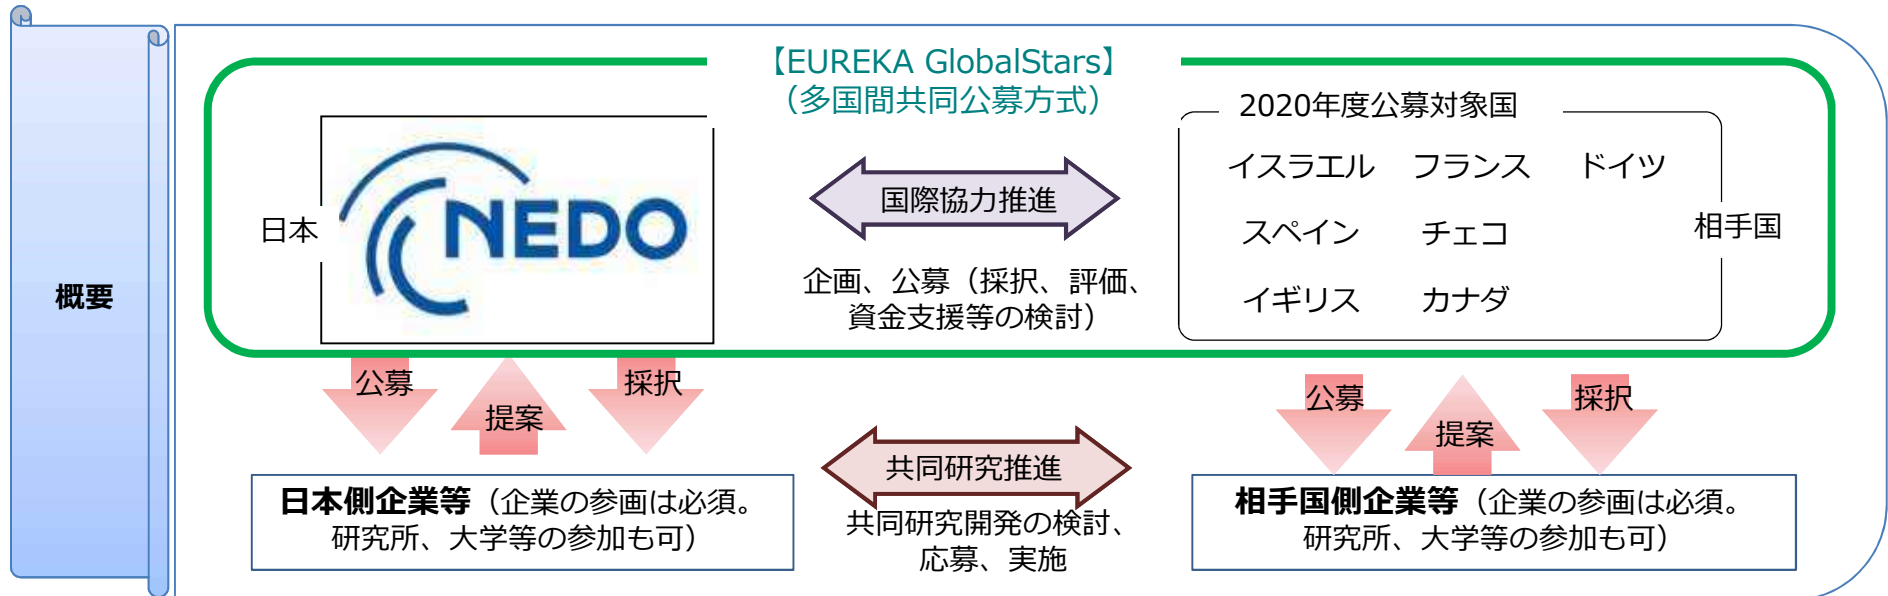 概要
【EUREKA GlobalStars】
（多国間共同公募方式）
日本
NEDO
国際協力推進
企画、公募（採択、評価、
資金支援等の検討）
2020年度公募対象国
イスラエル フランス ドイツ
スペイン チェコ
イギリス カナダ
相手国
公募
提案
採択
公募
提案
採択
日本側企業等（企業の参画は必須。
研究所、大学等の参加も可）
共同研究推進
共同研究開発の検討、
応募、実施
相手国側企業等（企業の参画は必須。
研究所、大学等の参加も可）